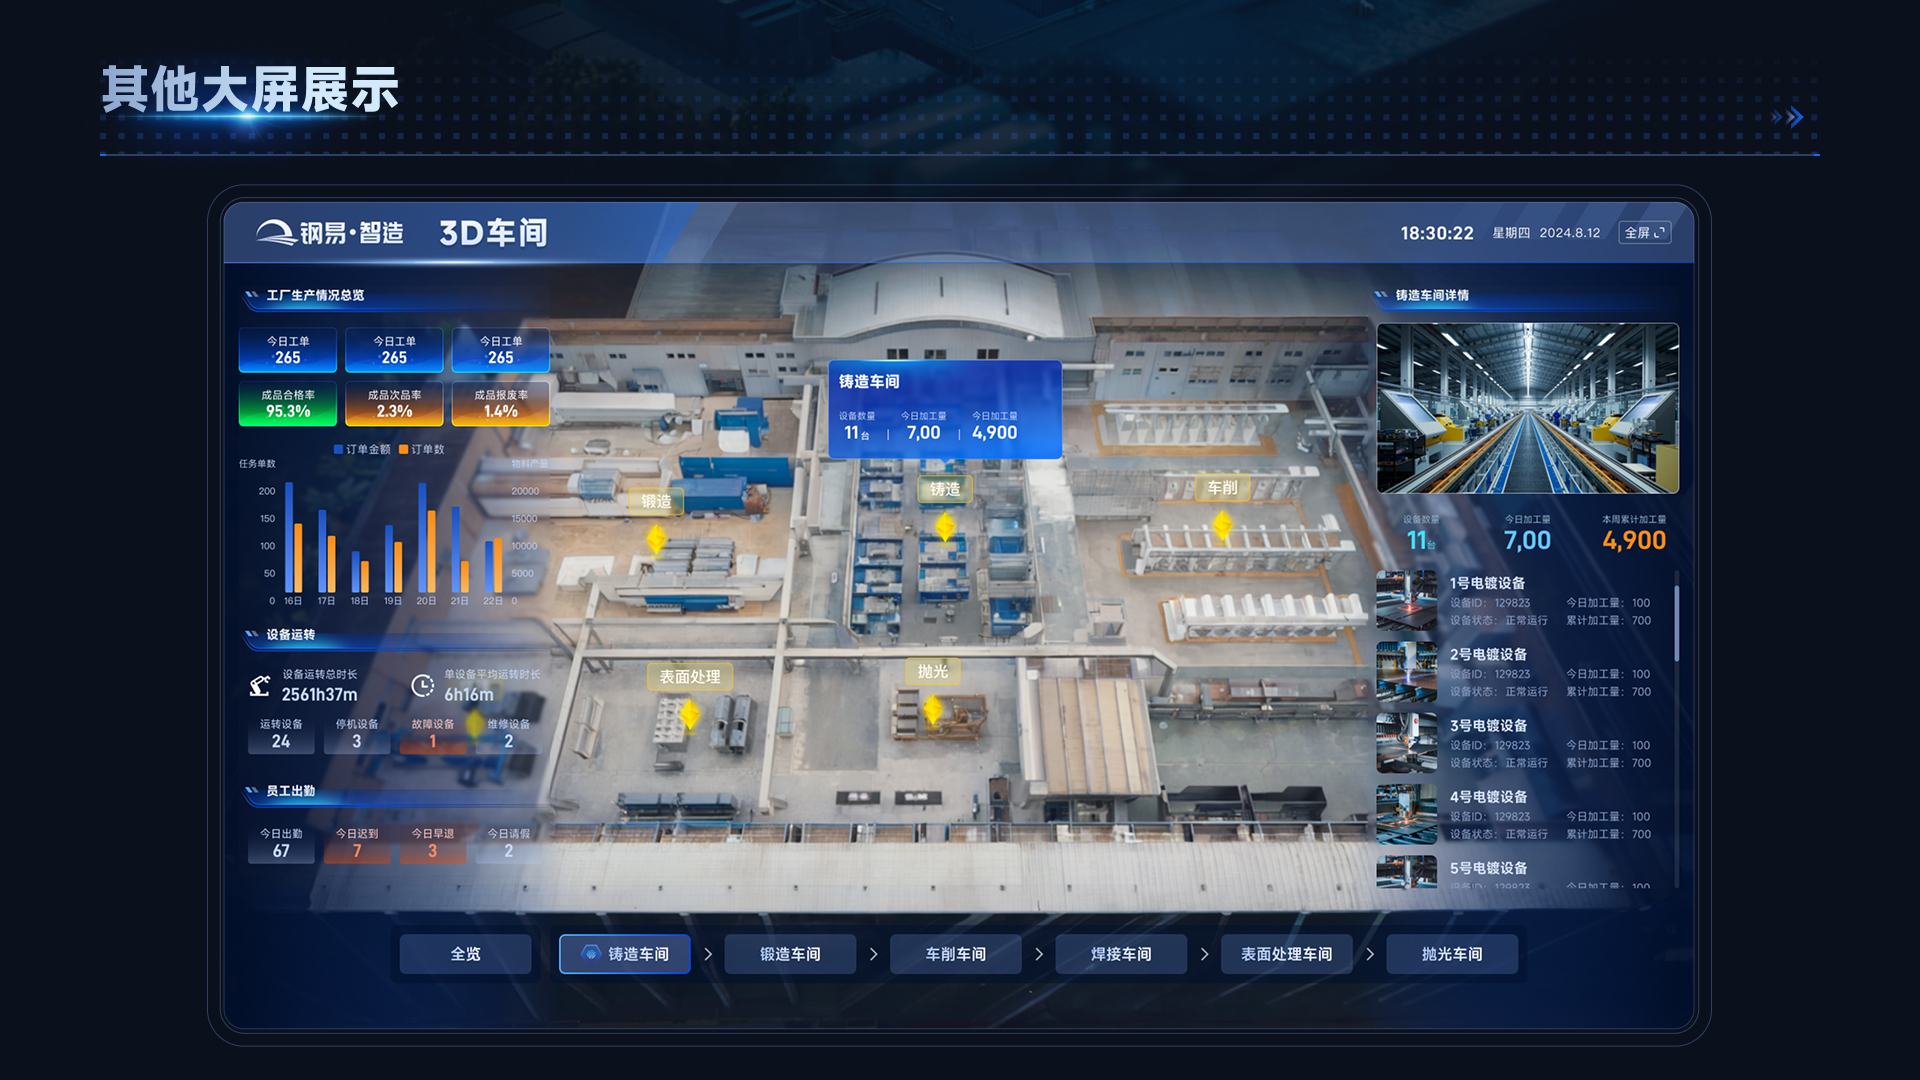 其他大屏展示
钢易·智造 3D车间
18:30:22 星期四 2024.8.12 全屏
工厂生产情况总览
今日工单 今日工单 今日工单
265 265 265
成品合格率 成品次品率 成品报废率
95.3% 2.3% 1.4%
订单金额 订单数
任务单数 物料产量
200 20000
150 15000
100 10000
50 5000
0 16日 17日 18日 19日 20日 21日 22日 0
设备运转
设备运转总时长 单设备平均运转时长
2561h37m 6h16m
运转设备 停机设备 故障设备 维修设备
24 3 1 2
员工出勤
今日出勤 今日迟到 今日早退 今日请假
67 7 3 2
铸造车间
设备数量 今日加工量 今日加工量
11台 | 7,00 | 4,900
锻造
铸造
车削
表面处理
抛光
铸造车间详情
设备数量 今日加工量 本周累计加工量
11台 7,00 4,900
1号电镀设备
设备ID: 129823 今日加工量: 100
设备状态: 正常运行 累计加工量: 700
2号电镀设备
设备ID: 129823 今日加工量: 100
设备状态: 正常运行 累计加工量: 700
3号电镀设备
设备ID: 129823 今日加工量: 100
设备状态: 正常运行 累计加工量: 700
4号电镀设备
设备ID: 129823 今日加工量: 100
设备状态: 正常运行 累计加工量: 700
5号电镀设备
设备ID: 129823 今日加工量: 100
全览 铸造车间 锻造车间 车削车间 焊接车间 表面处理车间 抛光车间